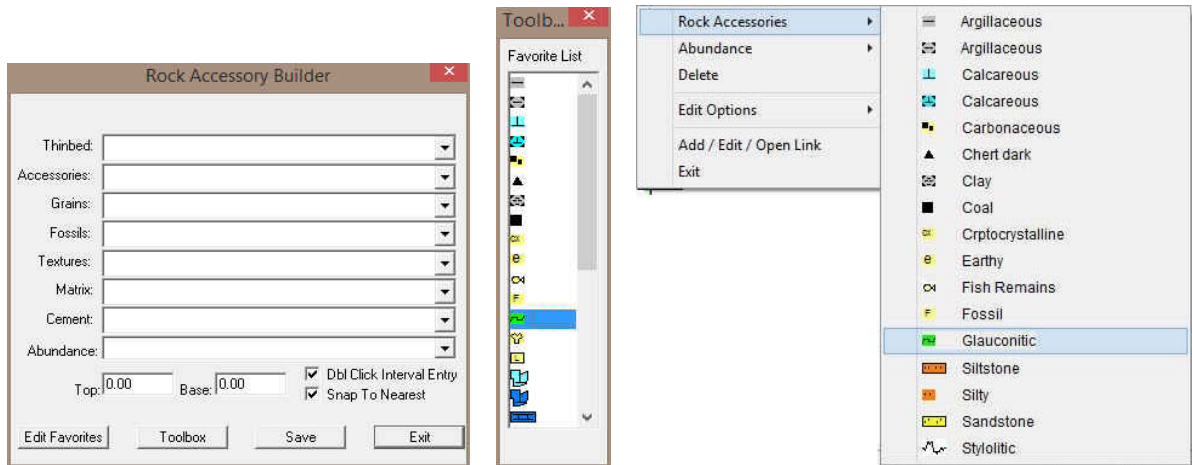 Rock Accessory Builder
Thinbed:
Accessories:
Grains:
Fossils:
Textures:
Matrix:
Cement:
Abundance:
Top: 0.00 Base: 0.00
Dbl Click Interval Entry
Snap To Nearest
Edit Favorites Toolbox Save Exit
Toolb...
Favorite List
CX
e
F
L
Rock Accessories
Abundance
Delete
Edit Options
Add / Edit / Open Link
Exit
Argillaceous
Argillaceous
Calcareous
Calcareous
Carbonaceous
Chert dark
Clay
Coal
CX Crptocrystalline
e Earthy
Fish Remains
F Fossil
Glauconitic
Siltstone
Silty
Sandstone
Stylolitic